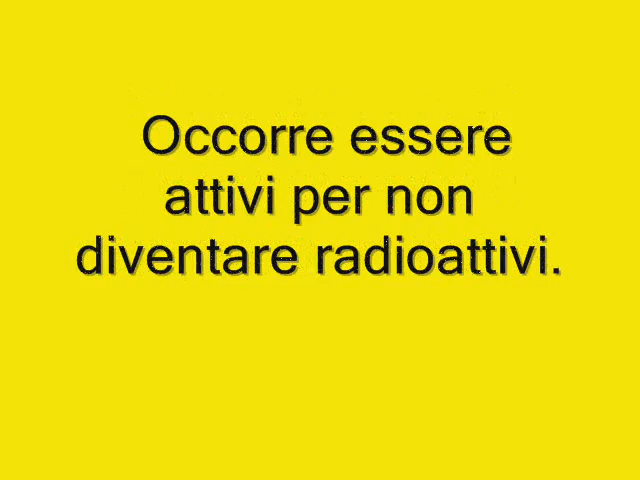 Occorre essere
attivi per non
diventare radioattivi.